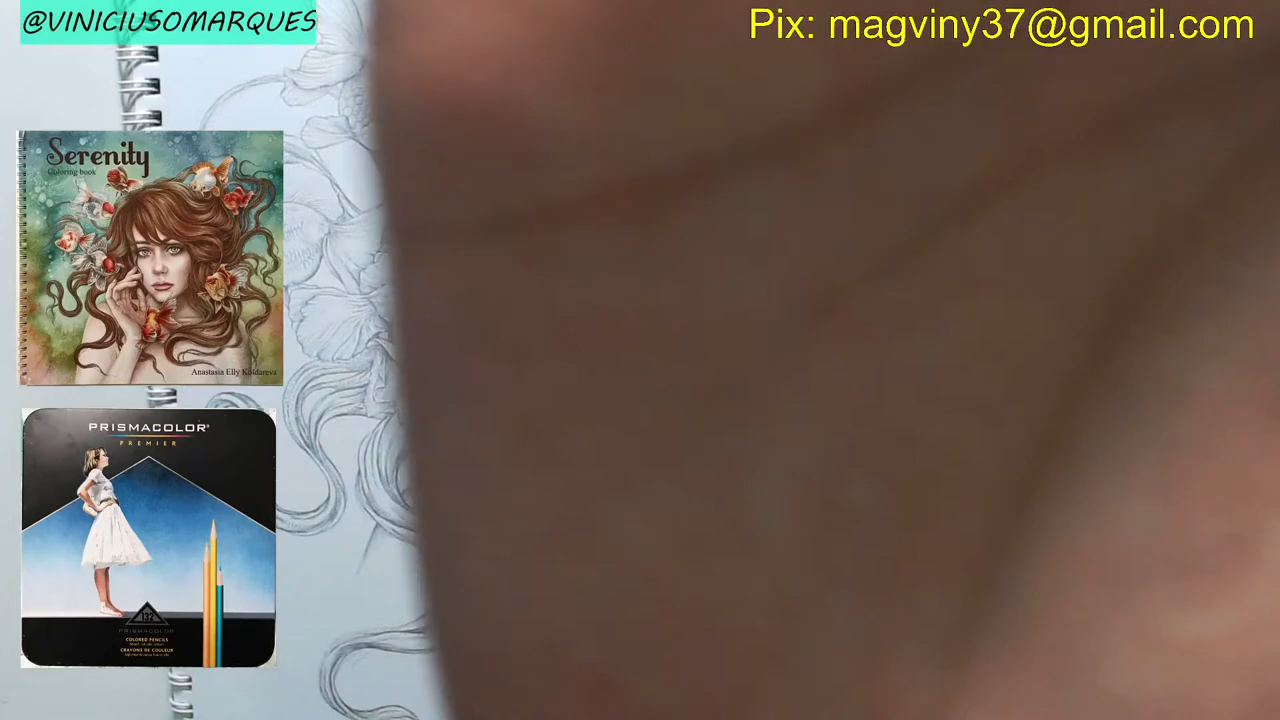 @VINICIUSOMARQUES
Pix: magviny37@gmail.com
Serenity
Coloring book
Anastasia Elly Koldareva
PRISMACOLOR
PREMIER
132
PRISMACOLOR
COLORED PENCILS
CRAYONS DE COULEUR